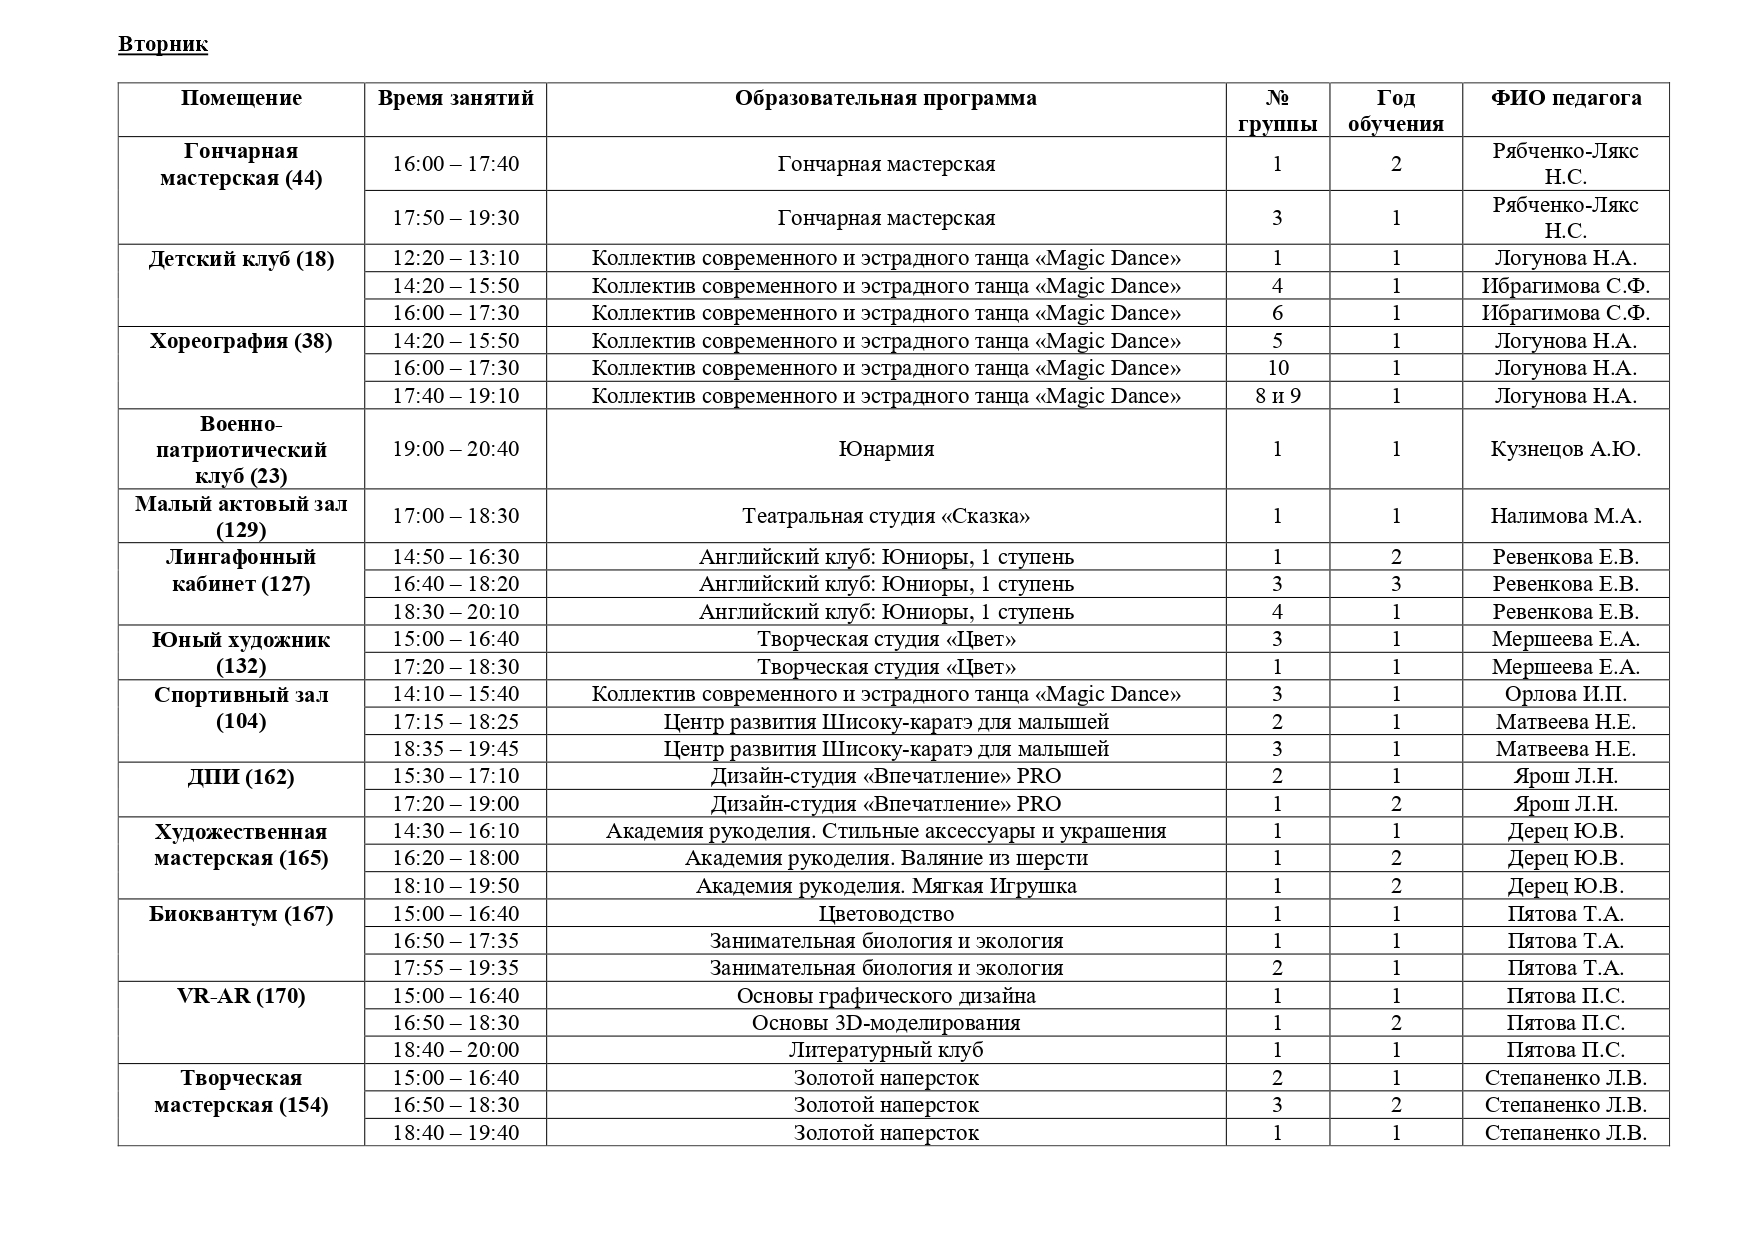 Вторник
Помещение Время занятий Образовательная программа № группы Год обучения ФИО педагога
Гончарная мастерская (44) 16:00 – 17:40 Гончарная мастерская 1 2 Рябченко-Лякс Н.С.
17:50 – 19:30 Гончарная мастерская 3 1 Рябченко-Лякс Н.С.
Детский клуб (18) 12:20 – 13:10 Коллектив современного и эстрадного танца «Magic Dance» 1 1 Логунова Н.А.
14:20 – 15:50 Коллектив современного и эстрадного танца «Magic Dance» 4 1 Ибрагимова С.Ф.
16:00 – 17:30 Коллектив современного и эстрадного танца «Magic Dance» 6 1 Ибрагимова С.Ф.
Хореография (38) 14:20 – 15:50 Коллектив современного и эстрадного танца «Magic Dance» 5 1 Логунова Н.А.
16:00 – 17:30 Коллектив современного и эстрадного танца «Magic Dance» 10 1 Логунова Н.А.
17:40 – 19:10 Коллектив современного и эстрадного танца «Magic Dance» 8 и 9 1 Логунова Н.А.
Военно-патриотический клуб (23) 19:00 – 20:40 Юнармия 1 1 Кузнецов А.Ю.
Малый актовый зал (129) 17:00 – 18:30 Театральная студия «Сказка» 1 1 Налимова М.А.
Лингафонный кабинет (127) 14:50 – 16:30 Английский клуб: Юниоры, 1 ступень 1 2 Ревенкова Е.В.
16:40 – 18:20 Английский клуб: Юниоры, 1 ступень 3 3 Ревенкова Е.В.
18:30 – 20:10 Английский клуб: Юниоры, 1 ступень 4 1 Ревенкова Е.В.
Юный художник (132) 15:00 – 16:40 Творческая студия «Цвет» 3 1 Мершеева Е.А.
17:20 – 18:30 Творческая студия «Цвет» 1 1 Мершеева Е.А.
Спортивный зал (104) 14:10 – 15:40 Коллектив современного и эстрадного танца «Magic Dance» 3 1 Орлова И.П.
17:15 – 18:25 Центр развития Шисоку-каратэ для малышей 2 1 Матвеева Н.Е.
18:35 – 19:45 Центр развития Шисоку-каратэ для малышей 3 1 Матвеева Н.Е.
ДПИ (162) 15:30 – 17:10 Дизайн-студия «Впечатление» PRO 2 1 Ярош Л.Н.
17:20 – 19:00 Дизайн-студия «Впечатление» PRO 1 2 Ярош Л.Н.
Художественная мастерская (165) 14:30 – 16:10 Академия рукоделия. Стильные аксессуары и украшения 1 1 Дерец Ю.В.
16:20 – 18:00 Академия рукоделия. Валяние из шерсти 1 2 Дерец Ю.В.
18:10 – 19:50 Академия рукоделия. Мягкая Игрушка 1 2 Дерец Ю.В.
Биоквантум (167) 15:00 – 16:40 Цветоводство 1 1 Пятова Т.А.
16:50 – 17:35 Занимательная биология и экология 1 1 Пятова Т.А.
17:55 – 19:35 Занимательная биология и экология 2 1 Пятова Т.А.
VR-AR (170) 15:00 – 16:40 Основы графического дизайна 1 1 Пятова П.С.
16:50 – 18:30 Основы 3D-моделирования 1 2 Пятова П.С.
18:40 – 20:00 Литературный клуб 1 1 Пятова П.С.
Творческая мастерская (154) 15:00 – 16:40 Золотой наперсток 2 1 Степаненко Л.В.
16:50 – 18:30 Золотой наперсток 3 2 Степаненко Л.В.
18:40 – 19:40 Золотой наперсток 1 1 Степаненко Л.В.